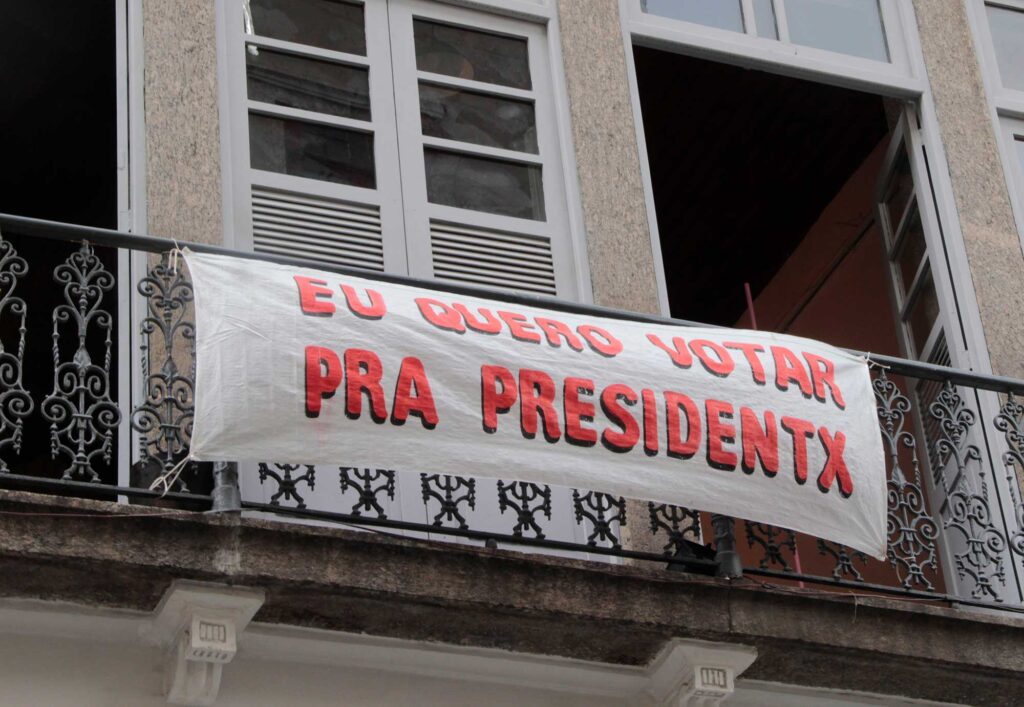 EU QUERO VOTAR
PRA PRESIDENTX